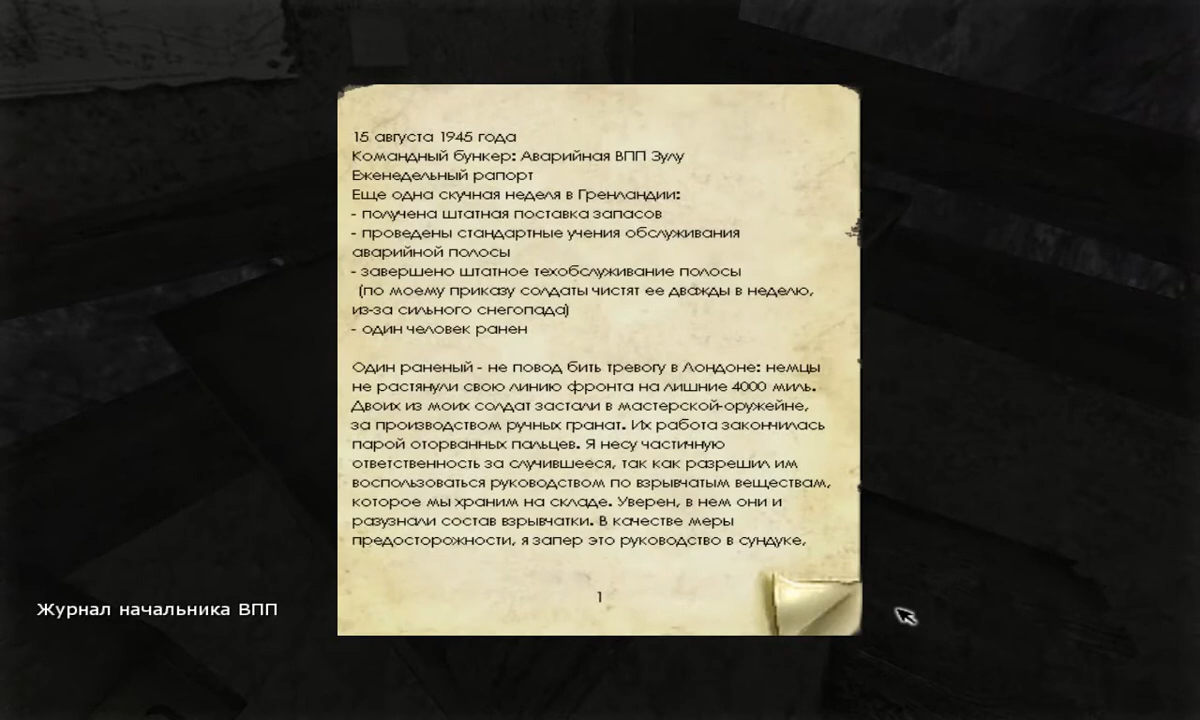 15 августа 1945 года
Командный бункер: Аварийная ВПП Зулу
Еженедельный рапорт
Еще одна скучная неделя в Гренландии:
- получена штатная поставка запасов
- проведены стандартные учения обслуживания
аварийной полосы
- завершено штатное техобслуживание полосы
(по моему приказу солдаты чистят ее дважды в неделю,
из-за сильного снегопада)
- один человек ранен
Один раненый - не повод бить тревогу в Лондоне: немцы
не растянули свою линию фронта на лишние 4000 миль.
Двоих из моих солдат застали в мастерской-оружейне,
за производством ручных гранат. Их работа закончилась
парой оторванных пальцев. Я несу частичную
ответственность за случившееся, так как разрешил им
воспользоваться руководством по взрывчатым веществам,
которое мы храним на складе. Уверен, в нем они и
разузнали состав взрывчатки. В качестве меры
предосторожности, я запер это руководство в сундуке,
1
Журнал начальника ВПП